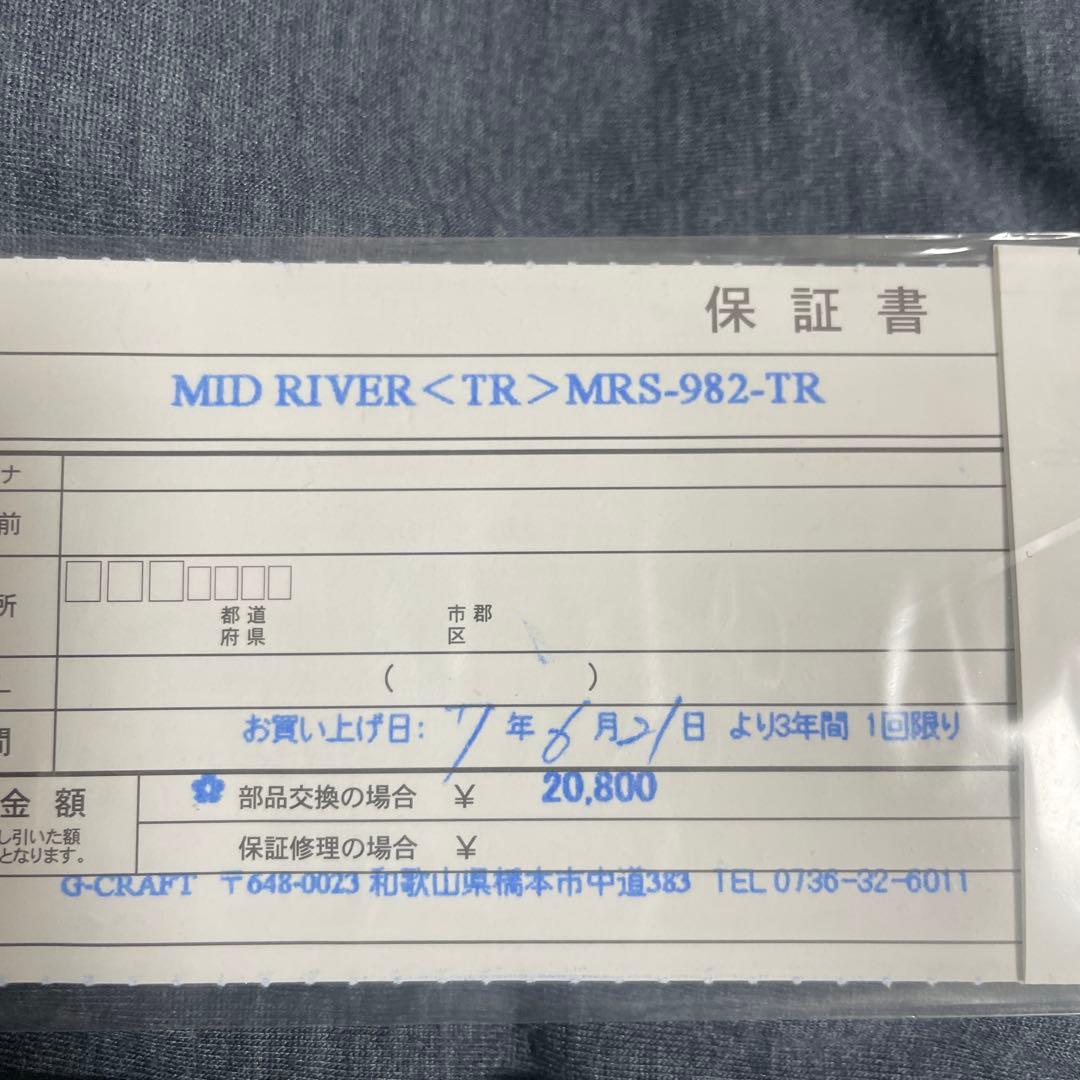 保証書
MID RIVER＜TR＞MRS-982-TR
ナ
前
所
都道
府県
市郡
区
( )
間
お買い上げ日: 7年6月21日 より3年間 1回限り
金額
し引いた額
となります。
部品交換の場合 ¥ 20,800
保証修理の場合 ¥
G-CRAFT 〒648-0023 和歌山県橋本市中道383 TEL 0736-32-6011